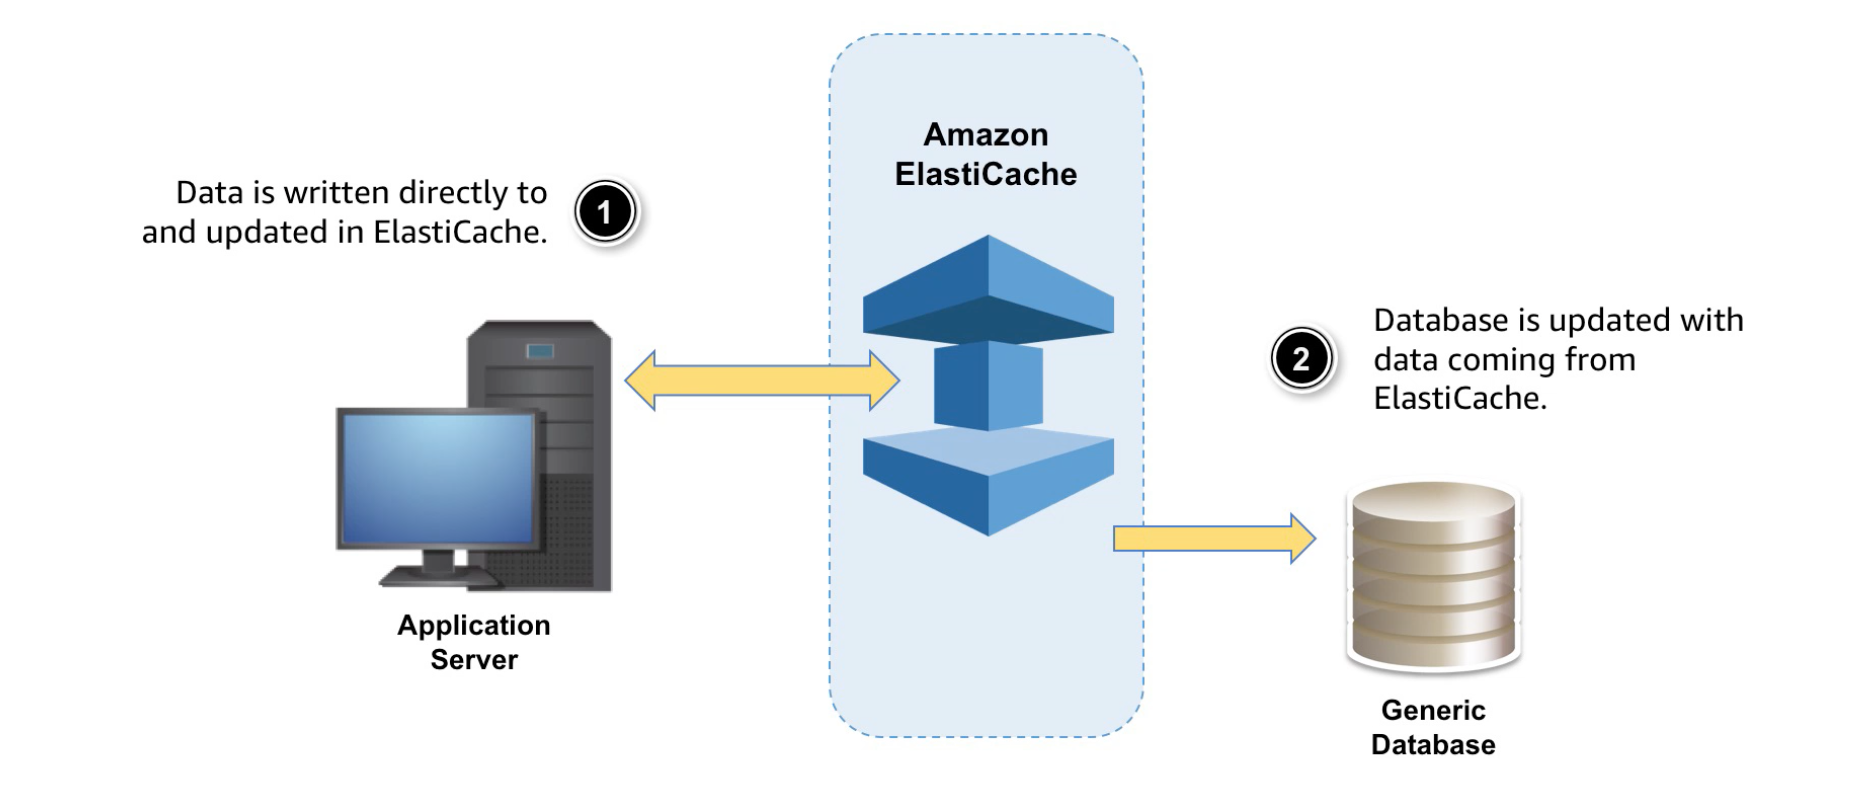 Amazon
ElastiCache
Data is written directly to
and updated in ElastiCache.
1
Database is updated with
data coming from
ElastiCache.
2
Application
Server
Generic
Database